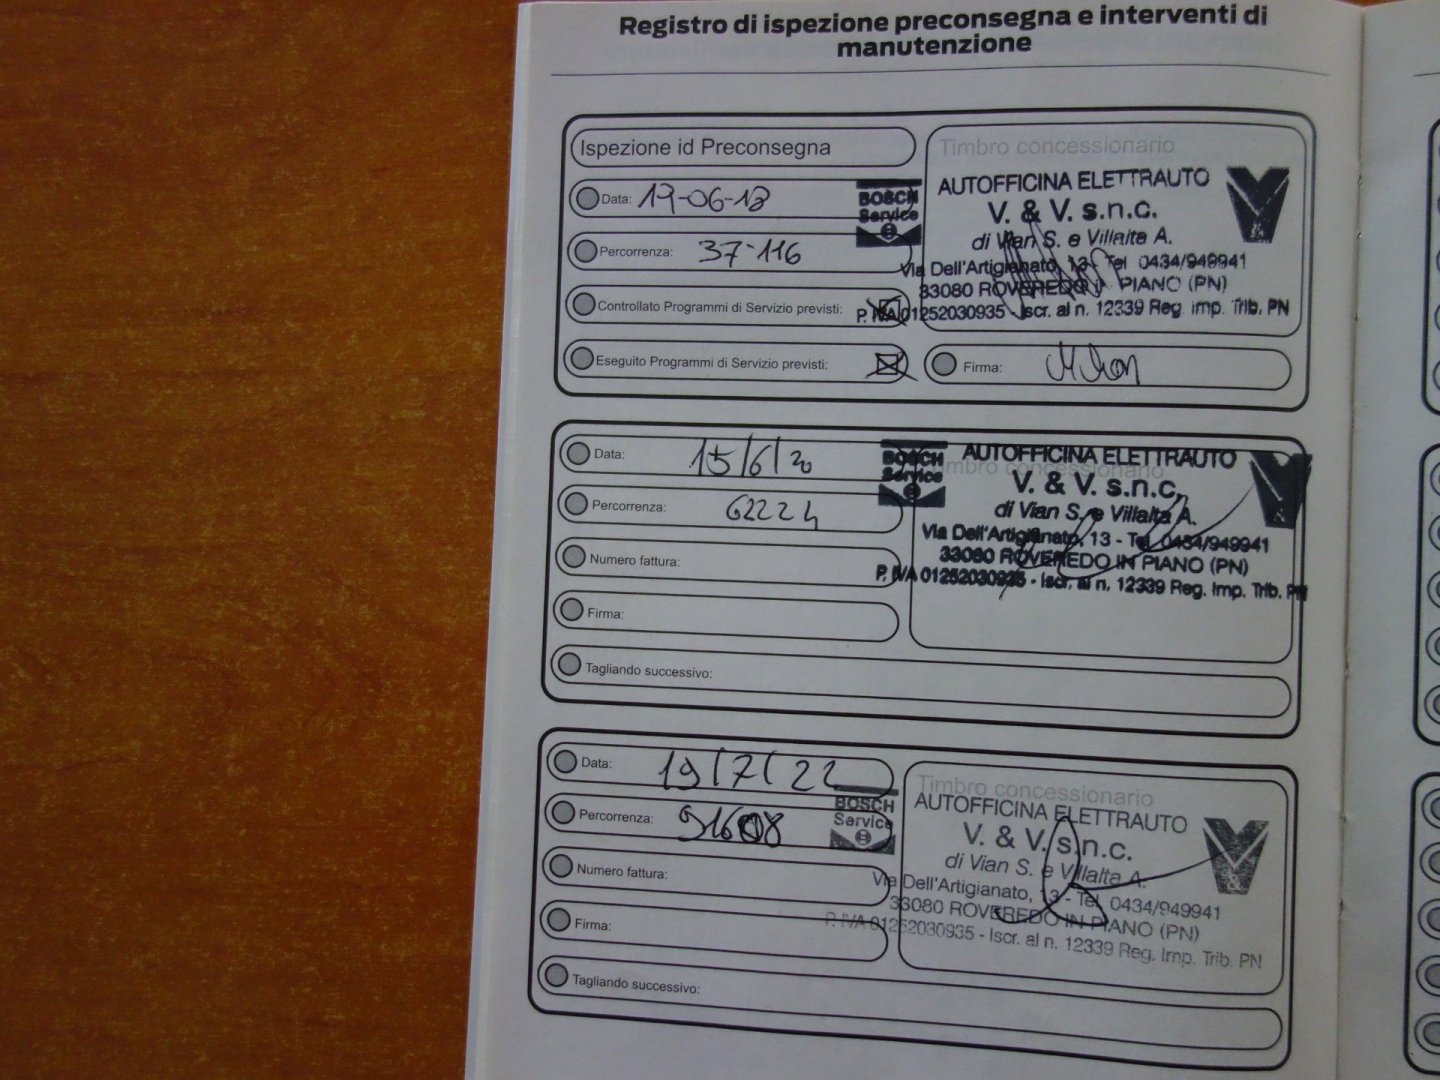 Registro di ispezione preconsegna e interventi di
manutenzione
Ispezione id Preconsegna
Data: 19-06-18
Percorrenza: 37-116
Controllato Programmi di Servizio previsti:
Eseguito Programmi di Servizio previsti:
Timbro concessionario
BOSCH
Service
AUTOFFICINA ELETTRAUTO
V. & V. s.n.c.
di Vian S. e Villalta A.
Via Dell'Artigianato, 13 - Tel. 0434/949941
33080 ROVEREDO IN PIANO (PN)
P. IVA 01252030935 - Iscr. al n. 12339 Reg. Imp. Trib. PN
Firma:
Data: 15/6/20
Percorrenza: 62224
Numero fattura:
Firma:
Tagliando successivo:
Timbro concessionario
BOSCH
Service
AUTOFFICINA ELETTRAUTO
V. & V. s.n.c.
di Vian S. e Villalta A.
Via Dell'Artigianato, 13 - Tel. 0434/949941
33080 ROVEREDO IN PIANO (PN)
P. IVA 01252030935 - Iscr. al n. 12339 Reg. Imp. Trib. PN
Data: 19/7/22
Percorrenza: 91608
Numero fattura:
Firma:
Tagliando successivo:
Timbro concessionario
BOSCH
Service
AUTOFFICINA ELETTRAUTO
V. & V. s.n.c.
di Vian S. e Villalta A.
Via Dell'Artigianato, 13 - Tel. 0434/949941
33080 ROVEREDO IN PIANO (PN)
P. IVA 01252030935 - Iscr. al n. 12339 Reg. Imp. Trib. PN